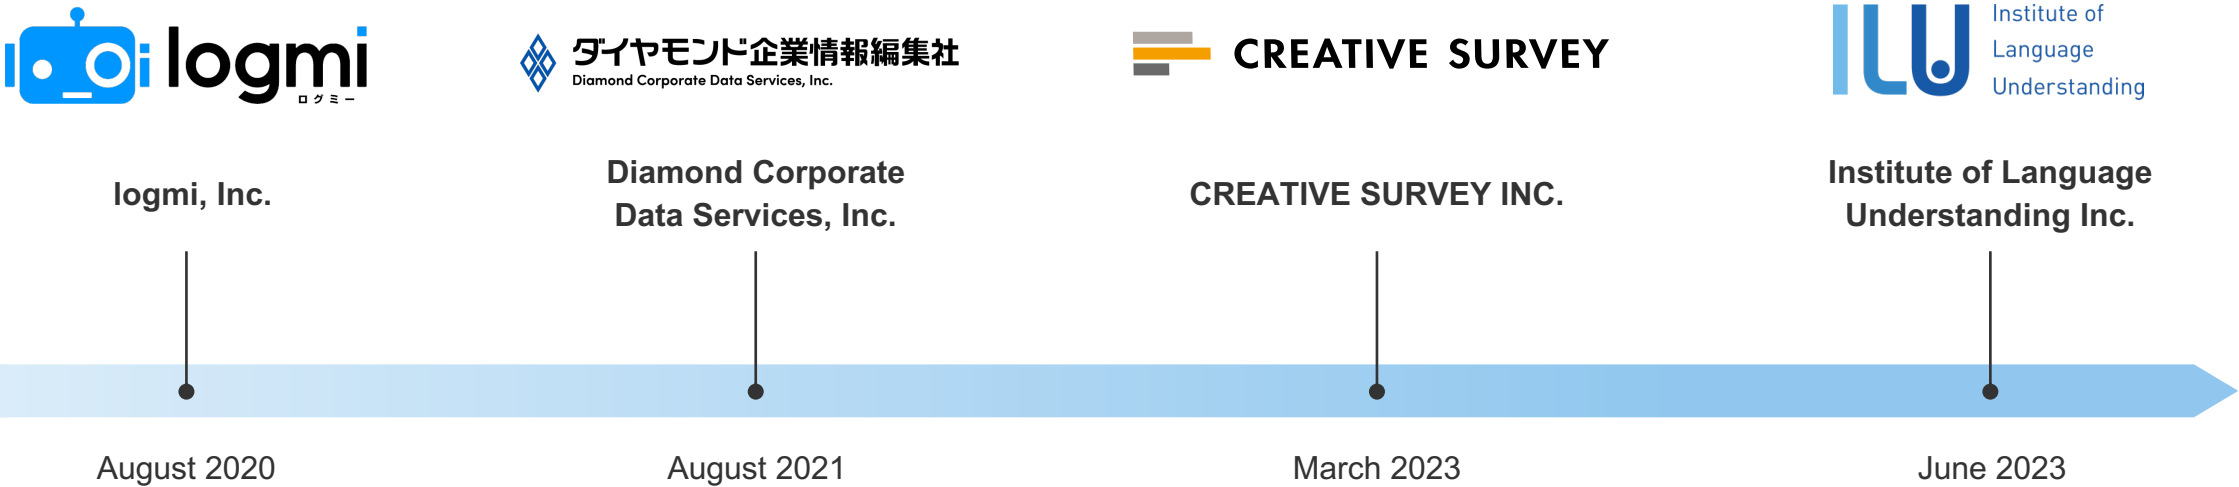 logmi
ログミー
ダイヤモンド企業情報編集社
Diamond Corporate Data Services, Inc.
CREATIVE SURVEY
ILU
Institute of
Language
Understanding
logmi, Inc.
Diamond Corporate
Data Services, Inc.
CREATIVE SURVEY INC.
Institute of Language
Understanding Inc.
August 2020
August 2021
March 2023
June 2023